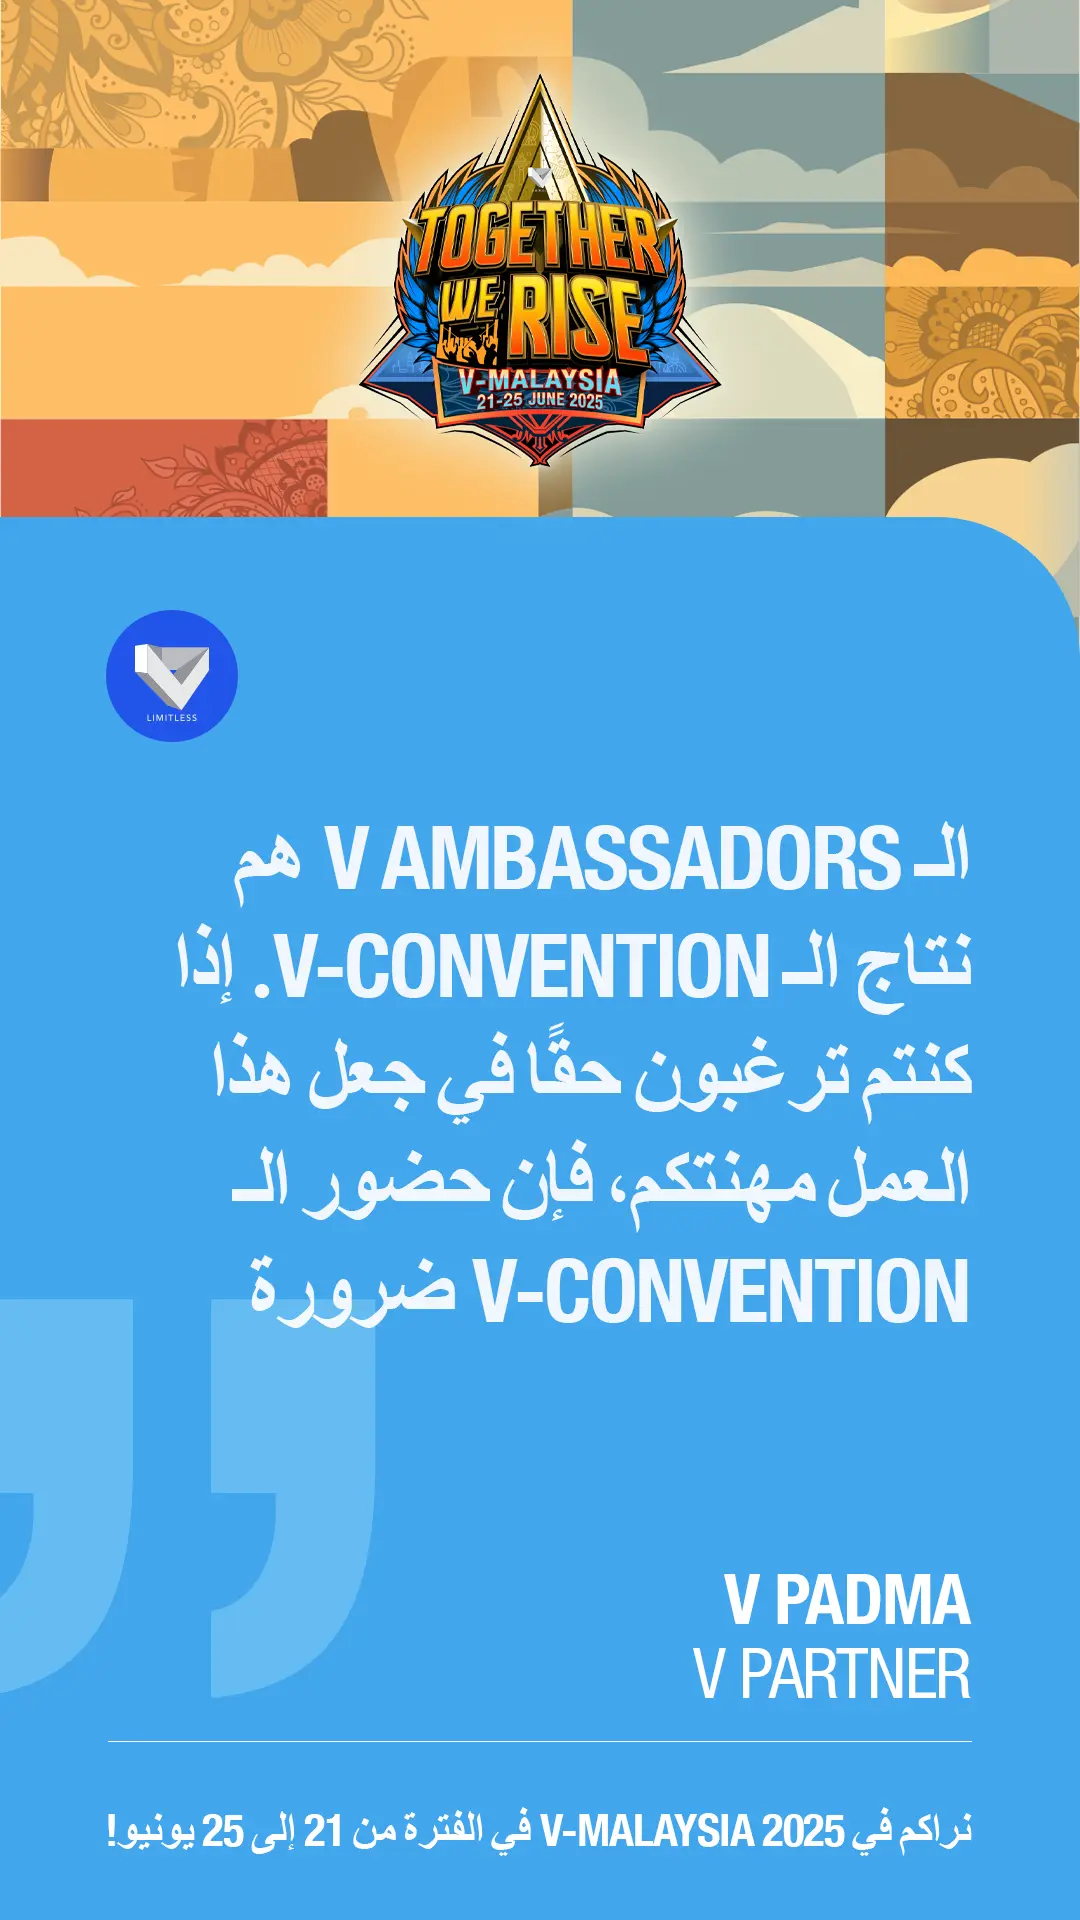 TOGETHER
WE RISE
V-MALAYSIA
21-25 JUNE 2025
LIMITLESS
الـ V AMBASSADORS هم
نتاج الـ V-CONVENTION. إذا
كنتم ترغبون حقًا في جعل هذا
العمل مهنتكم، فإن حضور الـ
V-CONVENTION ضرورة
V PADMA
V PARTNER
نراكم في V-MALAYSIA 2025 في الفترة من 21 إلى 25 يونيو!